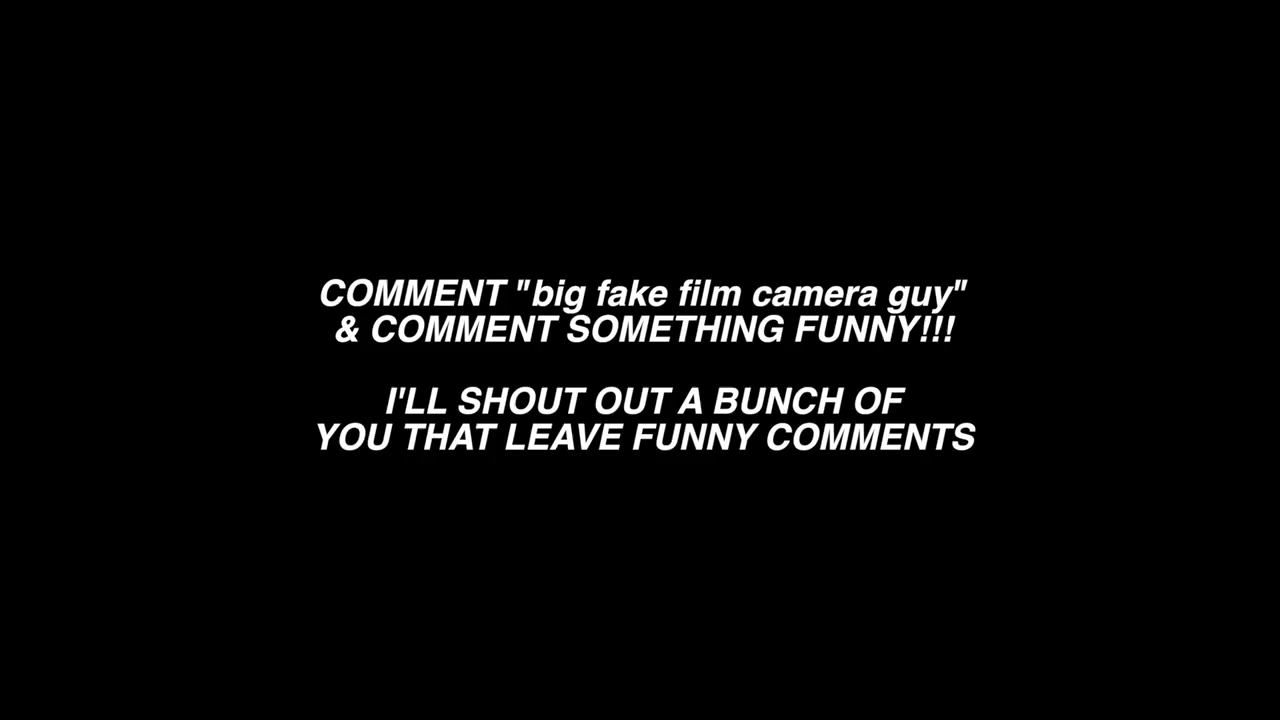 COMMENT "big fake film camera guy"
& COMMENT SOMETHING FUNNY!!!
I'LL SHOUT OUT A BUNCH OF
YOU THAT LEAVE FUNNY COMMENTS